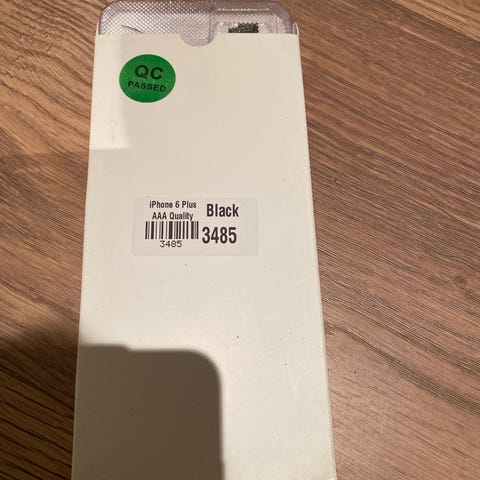 QC
PASSED
iPhone 6 Plus
AAA Quality
Black
3485
3485